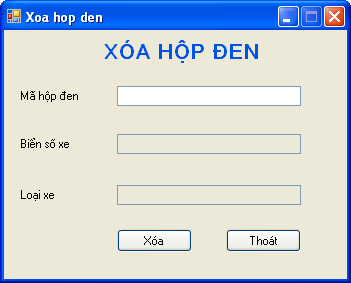 Xoa hop den
XÓA HỘP ĐEN
Mã hộp đen
Biển số xe
Loại xe
Xóa
Thoát